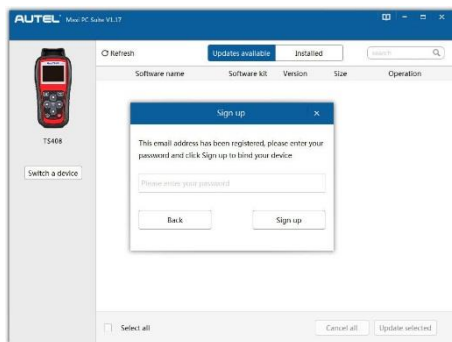 AUTEL Maxi PC Suite V1.17
Refresh
Updates available
Installed
search
Software name Software kit Version Size Operation
TS408
Switch a device
Sign up
This email address has been registered, please enter your
password and click Sign up to bind your device
Please enter your password
Back
Sign up
Select all
Cancel all
Update selected